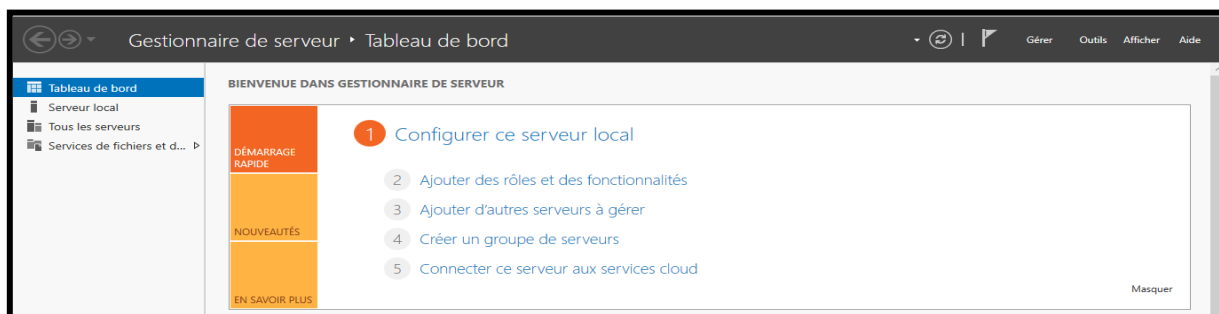 Gestionnaire de serveur ‣ Tableau de bord
Gérer Outils Afficher Aide
Tableau de bord
Serveur local
Tous les serveurs
Services de fichiers et d...
BIENVENUE DANS GESTIONNAIRE DE SERVEUR
DÉMARRAGE
RAPIDE
NOUVEAUTÉS
EN SAVOIR PLUS
1 Configurer ce serveur local
2 Ajouter des rôles et des fonctionnalités
3 Ajouter d’autres serveurs à gérer
4 Créer un groupe de serveurs
5 Connecter ce serveur aux services cloud
Masquer